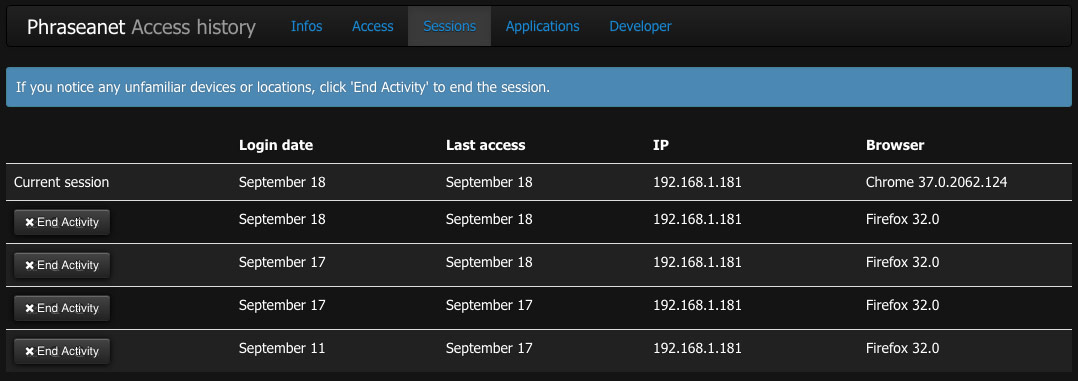 Phraseanet Access history Infos Access Sessions Applications Developer
If you notice any unfamiliar devices or locations, click 'End Activity' to end the session.
Login date Last access IP Browser
Current session September 18 September 18 192.168.1.181 Chrome 37.0.2062.124
✖ End Activity September 18 September 18 192.168.1.181 Firefox 32.0
✖ End Activity September 17 September 18 192.168.1.181 Firefox 32.0
✖ End Activity September 17 September 17 192.168.1.181 Firefox 32.0
✖ End Activity September 11 September 17 192.168.1.181 Firefox 32.0